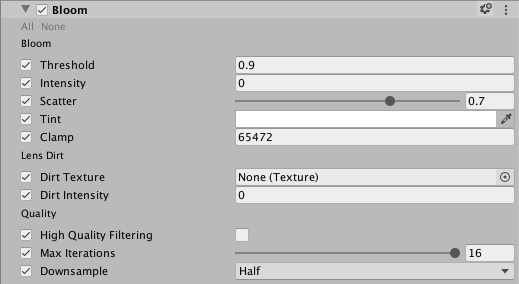 Bloom
All None
Bloom
Threshold 0.9
Intensity 0
Scatter 0.7
Tint
Clamp 65472
Lens Dirt
Dirt Texture None (Texture)
Dirt Intensity 0
Quality
High Quality Filtering
Max Iterations 16
Downsample Half